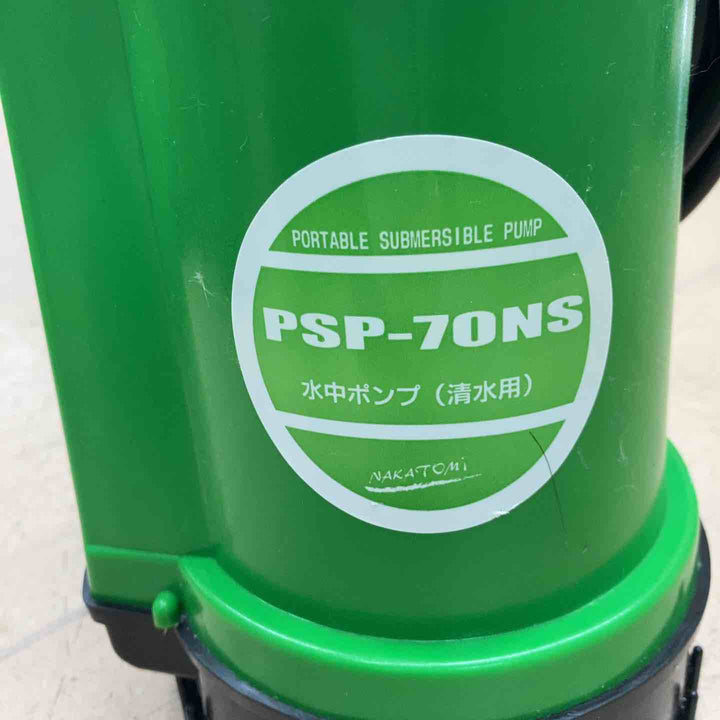 PORTABLE SUBMERSIBLE PUMP
PSP-70NS
水中ポンプ（清水用）
NAKATOMi